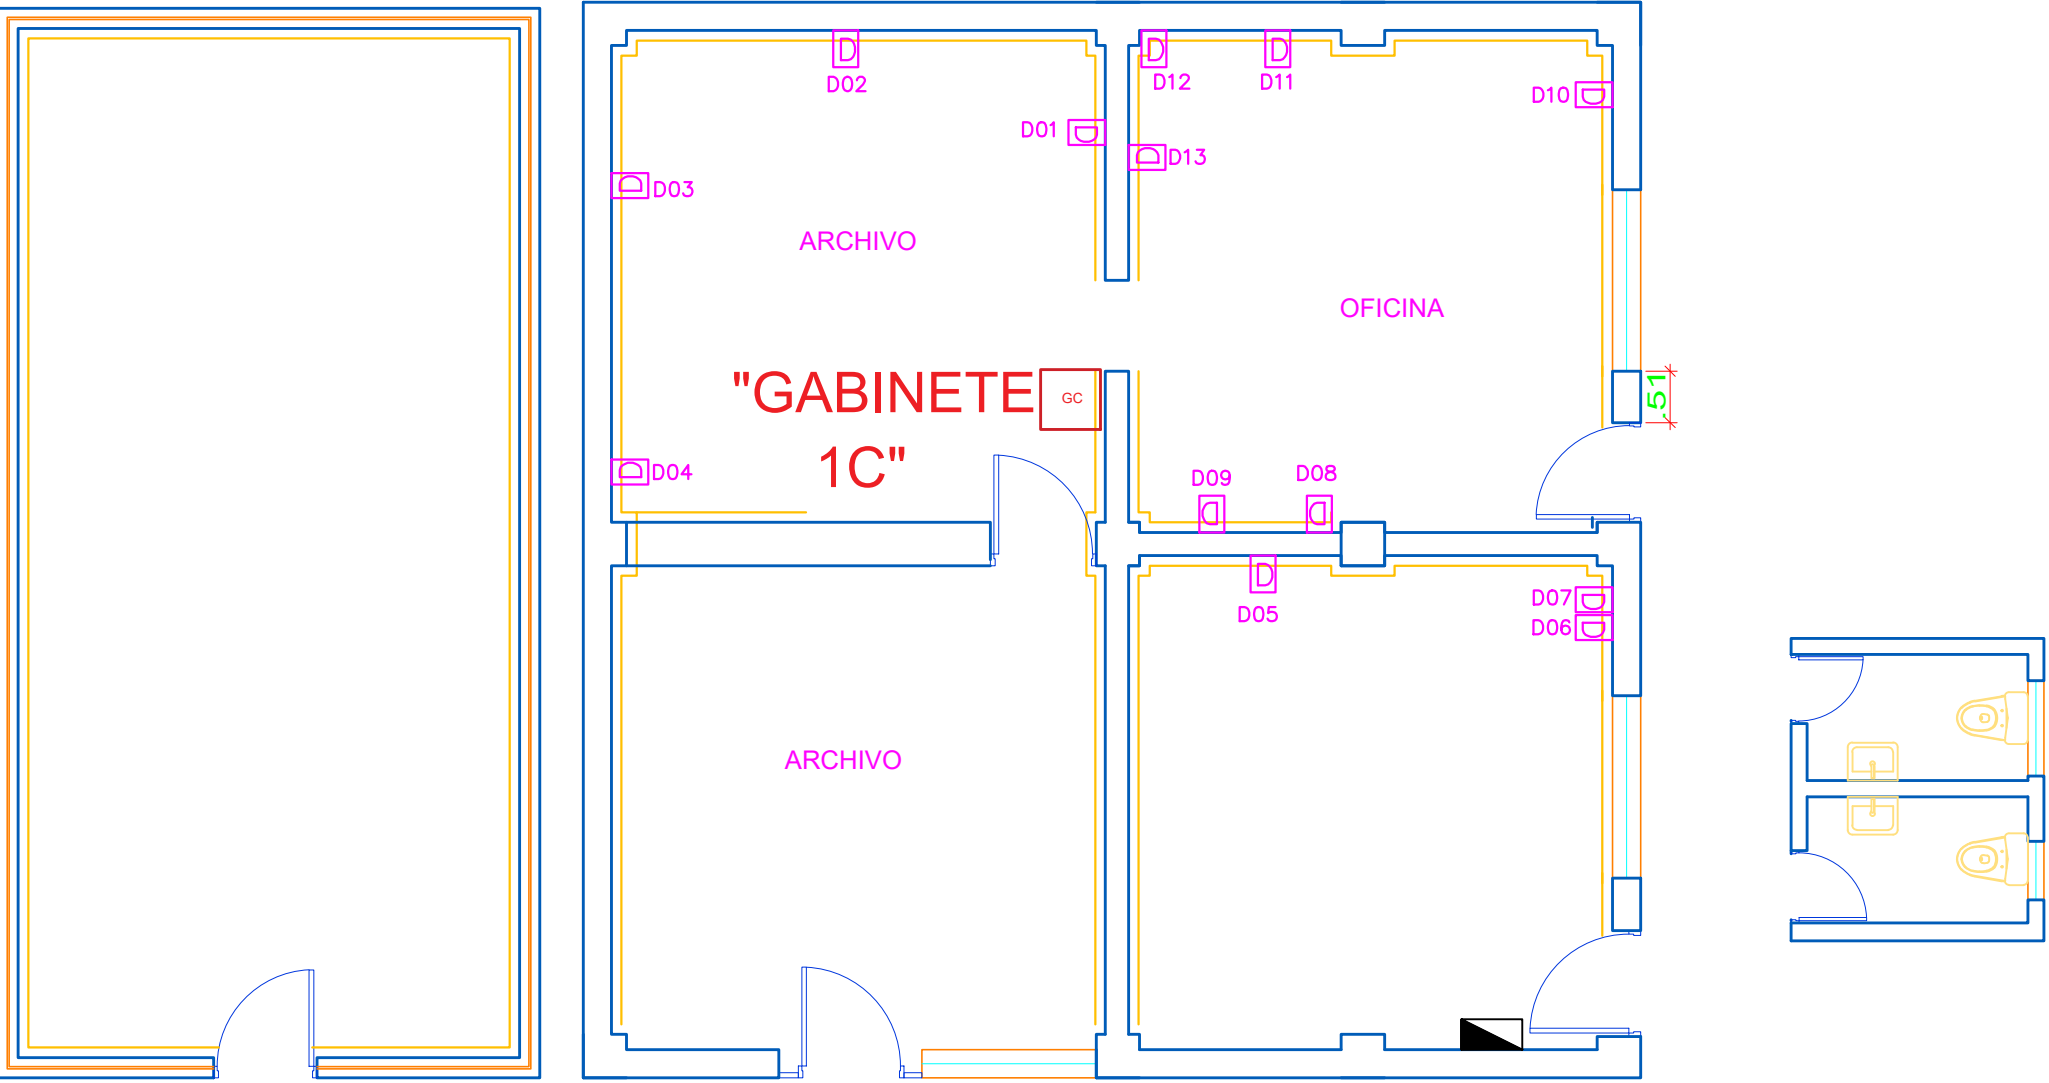 D02
D12
D11
D10
D01
D13
D03
ARCHIVO
OFICINA
"GABINETE
1C"
GC
,51
D04
D09
D08
D05
D07
D06
ARCHIVO